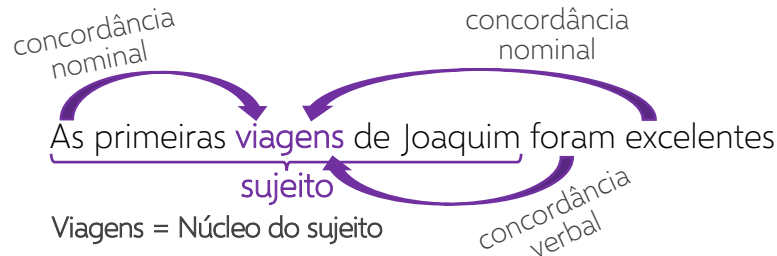 concordância
nominal
concordância
nominal
As primeiras viagens de Joaquim foram excelentes
sujeito
concordância
verbal
Viagens = Núcleo do sujeito